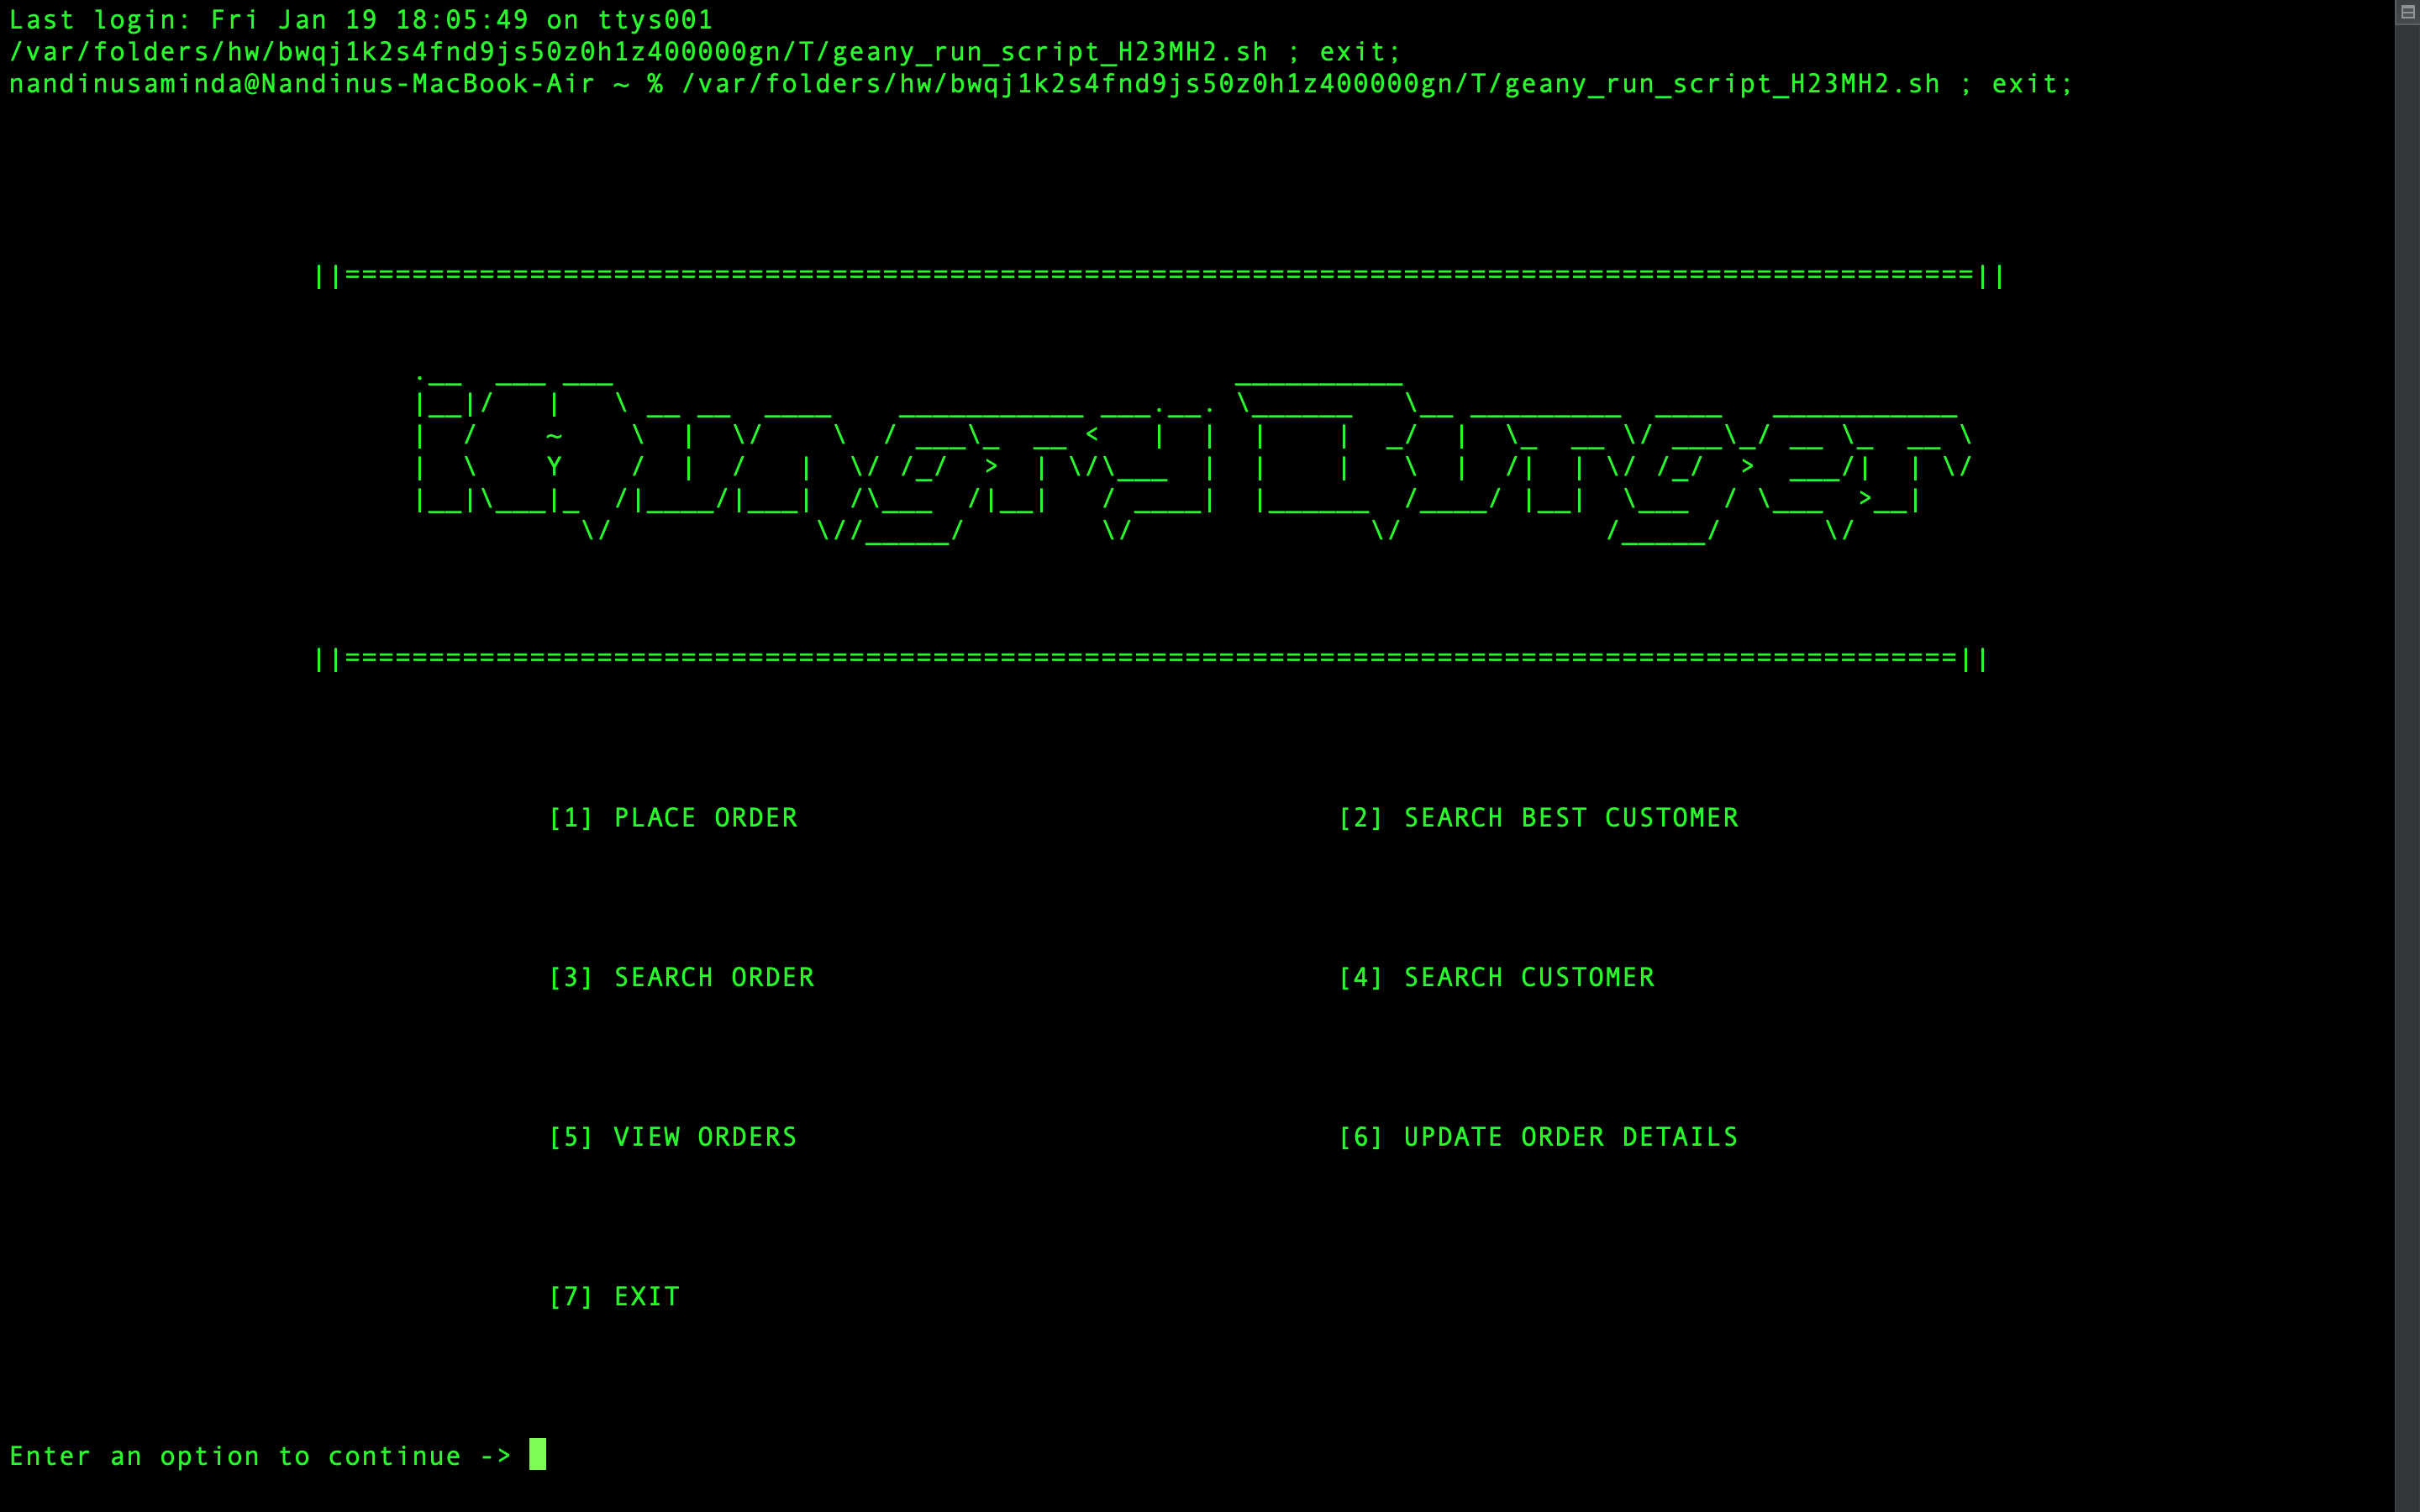 Last login: Fri Jan 19 18:05:49 on ttys001
/var/folders/hw/bwqj1k2s4fnd9js50z0h1z400000gn/T/geany_run_script_H23MH2.sh ; exit;
nandinusaminda@Nandinus-MacBook-Air ~ % /var/folders/hw/bwqj1k2s4fnd9js50z0h1z400000gn/T/geany_run_script_H23MH2.sh ; exit;
iHungry Burger
[1] PLACE ORDER [2] SEARCH BEST CUSTOMER
[3] SEARCH ORDER [4] SEARCH CUSTOMER
[5] VIEW ORDERS [6] UPDATE ORDER DETAILS
[7] EXIT
Enter an option to continue ->